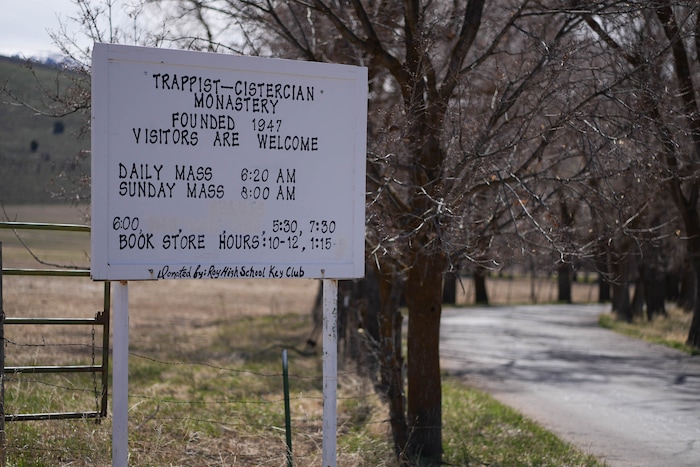 TRAPPIST—CISTERCIAN
MONASTERY
FOUNDED 1947
VISITORS ARE WELCOME
DAILY MASS 6:20 AM
SUNDAY MASS 8:00 AM
6:00, 5:30, 7:30
BOOK STORE HOURS:10-12, 1:15-
Donated by: Roy High School Key Club